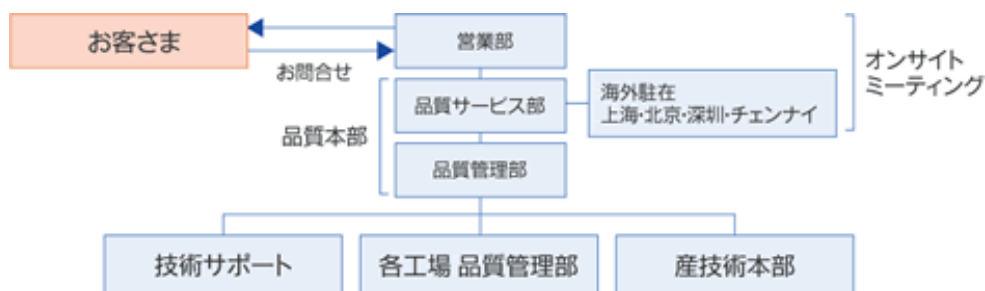 お客さま
営業部
お問合せ
オンサイト
ミーティング
品質サービス部
海外駐在
上海・北京・深圳・チェンナイ
品質本部
品質管理部
技術サポート
各工場 品質管理部
産技術本部